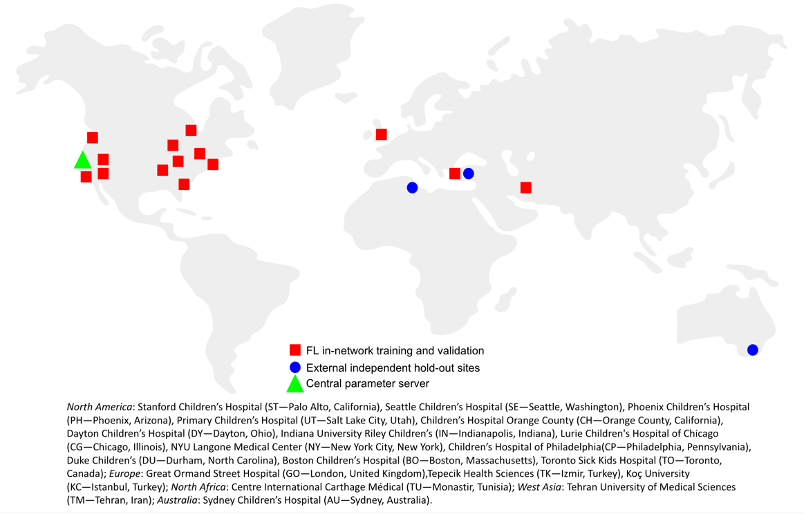 FL in-network training and validation
External independent hold-out sites
Central parameter server
North America: Stanford Children's Hospital (ST—Palo Alto, California), Seattle Children's Hospital (SE—Seattle, Washington), Phoenix Children's Hospital
(PH—Phoenix, Arizona), Primary Children's Hospital (UT—Salt Lake City, Utah), Children's Hospital Orange County (CH—Orange County, California),
Dayton Children's Hospital (DY—Dayton, Ohio), Indiana University Riley Children's (IN—Indianapolis, Indiana), Lurie Children's Hospital of Chicago
(CG—Chicago, Illinois), NYU Langone Medical Center (NY—New York City, New York), Children's Hospital of Philadelphia(CP—Philadelphia, Pennsylvania),
Duke Children's (DU—Durham, North Carolina), Boston Children's Hospital (BO—Boston, Massachusetts), Toronto Sick Kids Hospital (TO—Toronto,
Canada); Europe: Great Ormand Street Hospital (GO—London, United Kingdom),Tepecik Health Sciences (TK—Izmir, Turkey), Koç University
(KC—Istanbul, Turkey); North Africa: Centre International Carthage Médical (TU—Monastir, Tunisia); West Asia: Tehran University of Medical Sciences
(TM—Tehran, Iran); Australia: Sydney Children's Hospital (AU—Sydney, Australia).